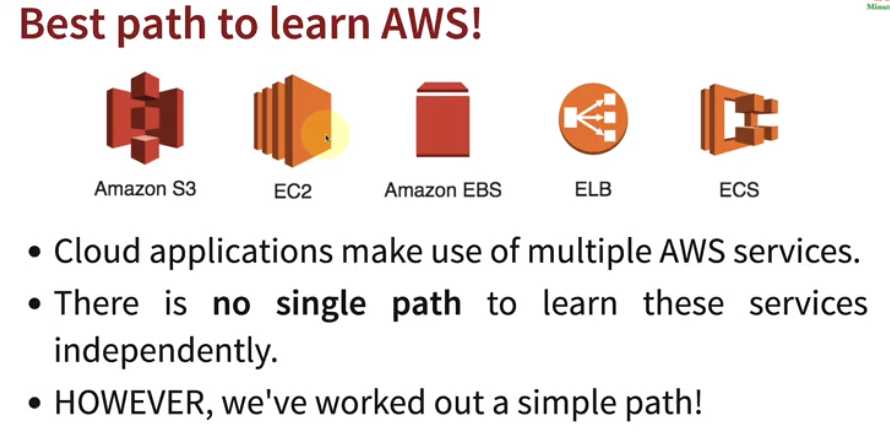 Best path to learn AWS!
Amazon S3
EC2
Amazon EBS
ELB
ECS
• Cloud applications make use of multiple AWS services.
• There is no single path to learn these services
independently.
• HOWEVER, we've worked out a simple path!